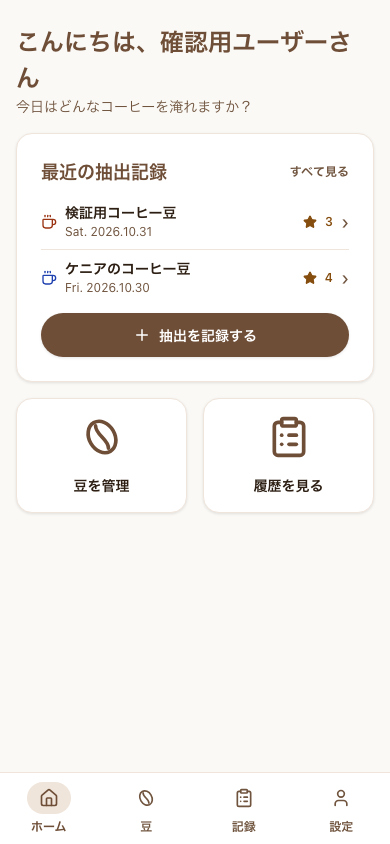 こんにちは、確認用ユーザーさ
ん
今日はどんなコーヒーを淹れますか？
最近の抽出記録
すべて見る
検証用コーヒー豆
Sat. 2026.10.31
3
ケニアのコーヒー豆
Fri. 2026.10.30
4
抽出を記録する
豆を管理
履歴を見る
ホーム
豆
記録
設定